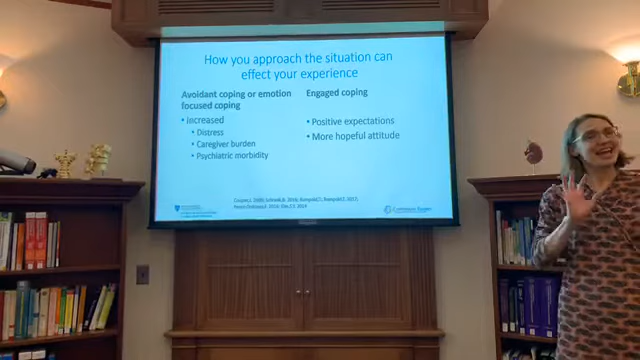 How you approach the situation can
effect your experience
Avoidant coping or emotion
focused coping
• Increased
• Distress
• Caregiver burden
• Psychiatric morbidity
Engaged coping
• Positive expectations
• More hopeful attitude